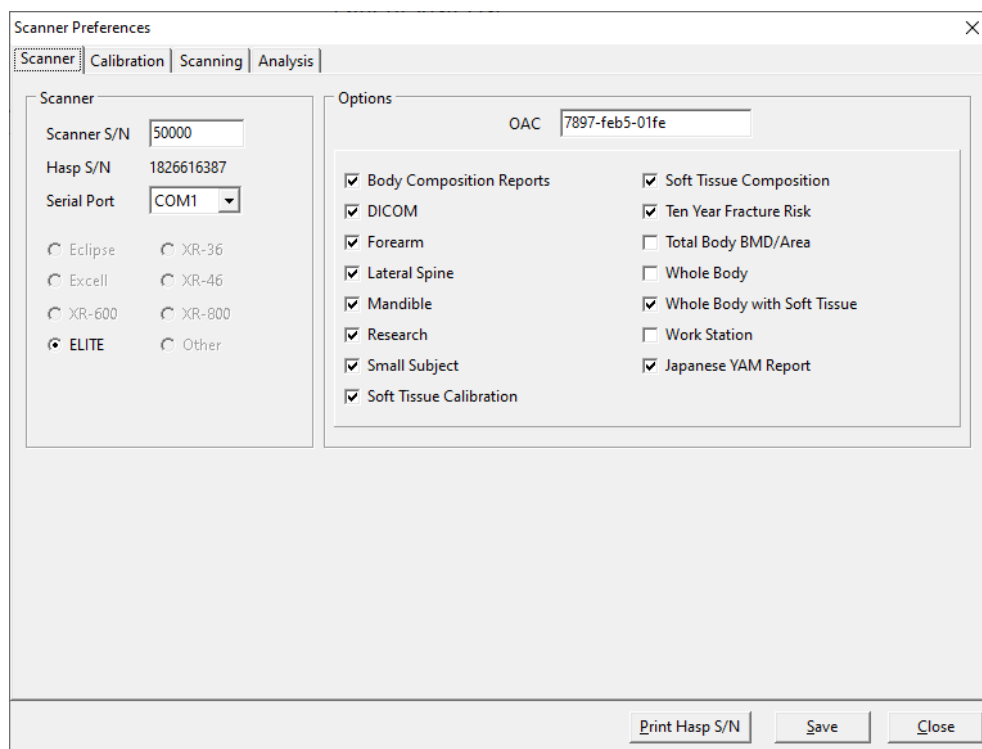 Scanner Preferences
Scanner Calibration Scanning Analysis
Scanner
Scanner S/N 50000
Hasp S/N 1826616387
Serial Port COM1
Eclipse XR-36
Excell XR-46
XR-600 XR-800
ELITE Other
Options
OAC 7897-feb5-01fe
Body Composition Reports
DICOM
Forearm
Lateral Spine
Mandible
Research
Small Subject
Soft Tissue Calibration
Soft Tissue Composition
Ten Year Fracture Risk
Total Body BMD/Area
Whole Body
Whole Body with Soft Tissue
Work Station
Japanese YAM Report
Print Hasp S/N Save Close